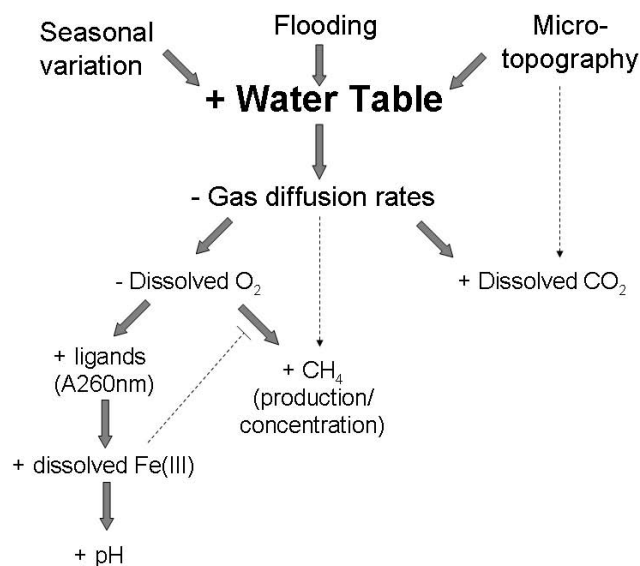 Seasonal
variation
Flooding
Micro-
topography
+ Water Table
- Gas diffusion rates
- Dissolved O₂
+ Dissolved CO₂
+ ligands
(A260nm)
+ CH₄
(production/
concentration)
+ dissolved Fe(III)
+ pH